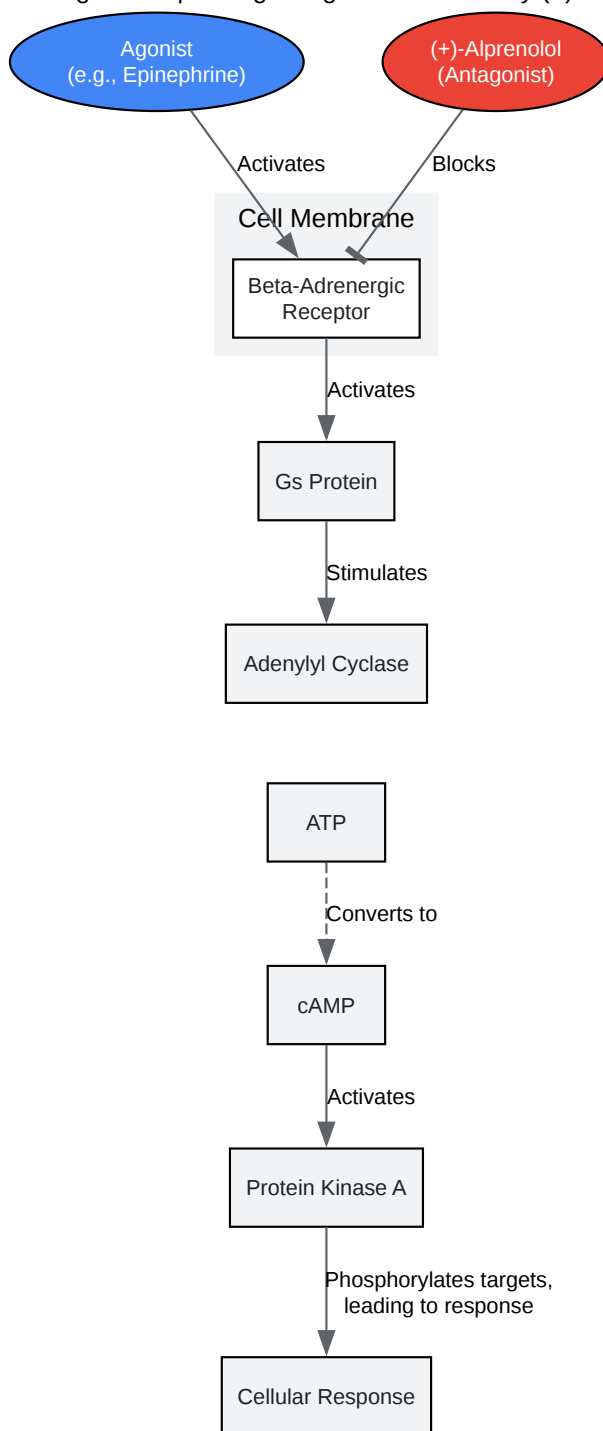 Agonist
(e.g., Epinephrine)
(+)-Alprenolol
(Antagonist)
Activates
Blocks
Cell Membrane
Beta-Adrenergic
Receptor
Activates
Gs Protein
Stimulates
Adenylyl Cyclase
ATP
Converts to
cAMP
Activates
Protein Kinase A
Phosphorylates targets,
leading to response
Cellular Response